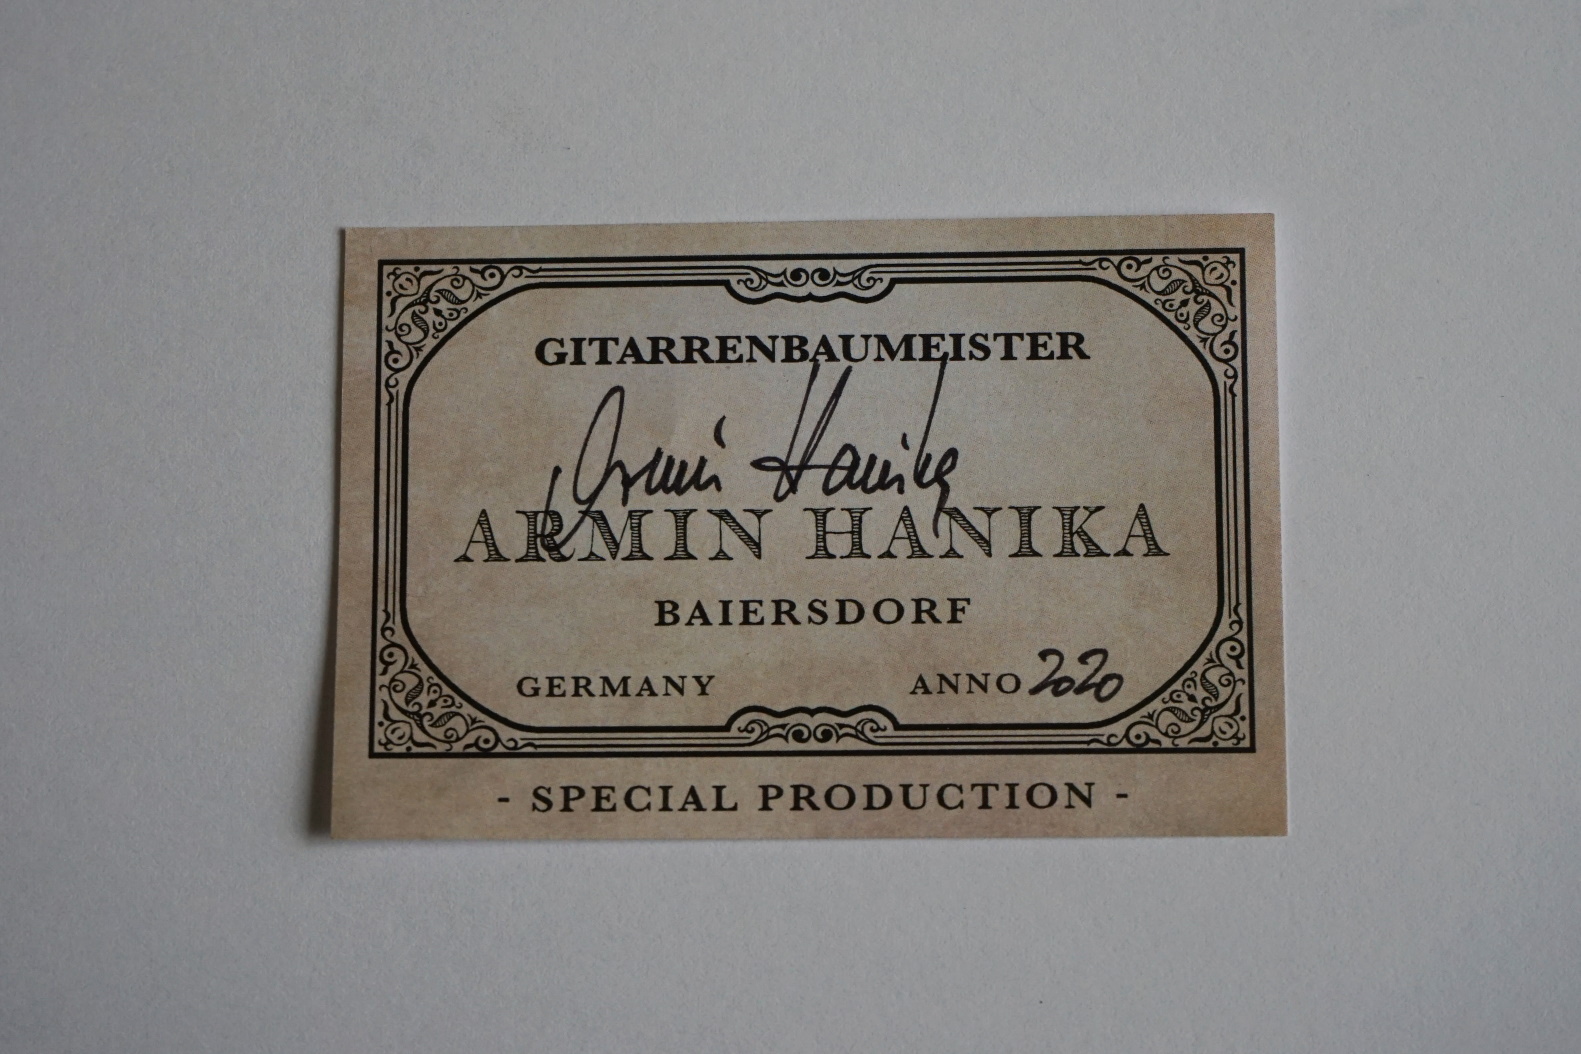 GITARRENBAUMEISTER
Armin Hanika
ARMIN HANIKA
BAIERSDORF
GERMANY ANNO 2020
- SPECIAL PRODUCTION -